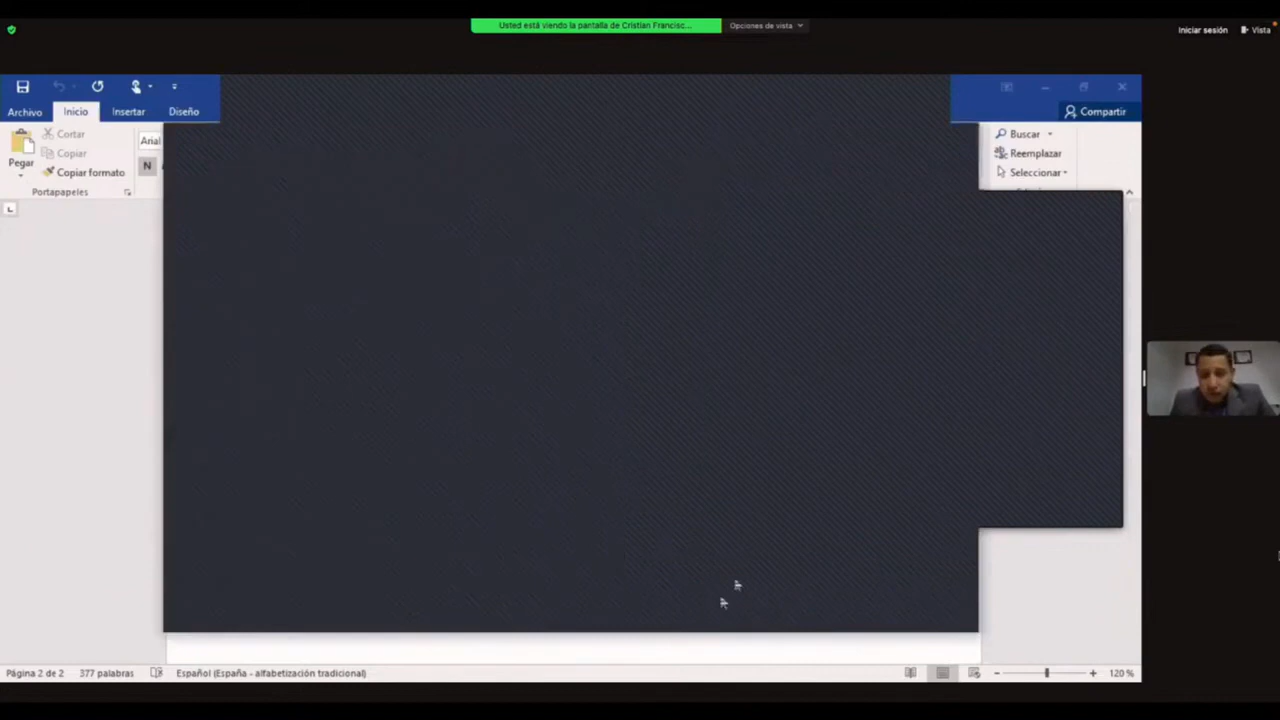 Usted está viendo la pantalla de Cristian Francisc...
Opciones de vista
Iniciar sesión
Vista
Archivo
Inicio
Insertar
Diseño
Compartir
Pegar
Cortar
Copiar
Copiar formato
Portapapeles
Arial
N
Buscar
Reemplazar
Seleccionar
Página 2 de 2
377 palabras
Español (España - alfabetización tradicional)
120 %